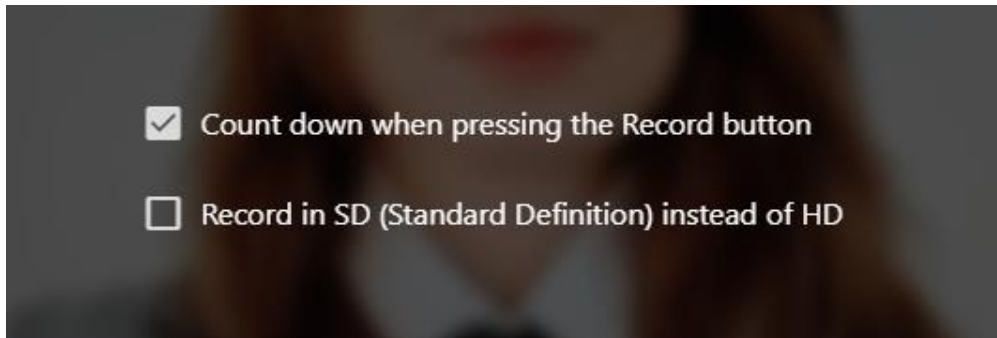 Count down when pressing the Record button
Record in SD (Standard Definition) instead of HD